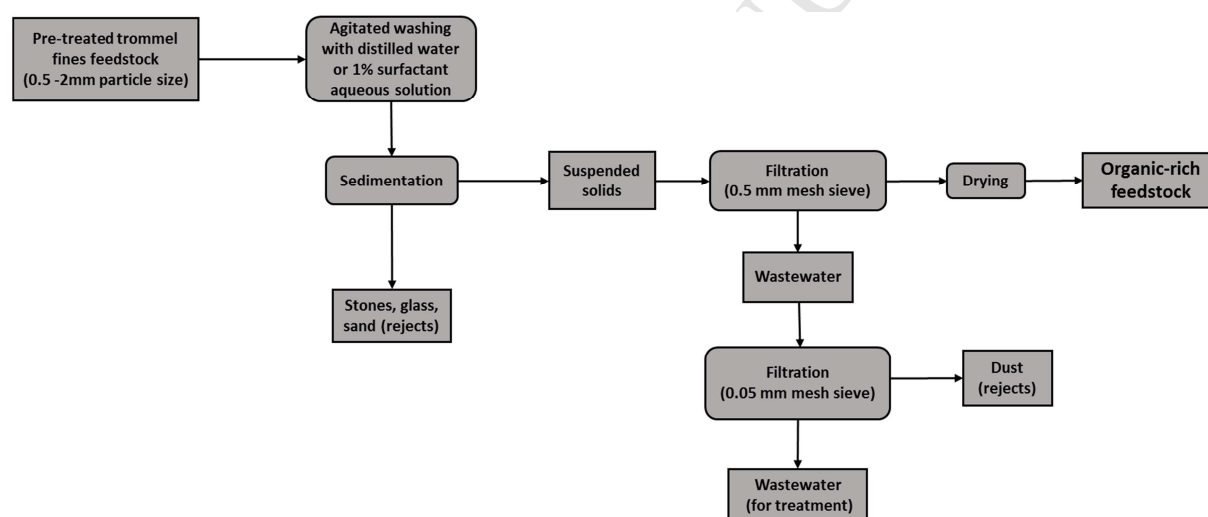 Pre-treated trommel
fines feedstock
(0.5 -2mm particle size)
Agitated washing
with distilled water
or 1% surfactant
aqueous solution
Sedimentation
Suspended
solids
Filtration
(0.5 mm mesh sieve)
Drying
Organic-rich
feedstock
Stones, glass,
sand (rejects)
Wastewater
Filtration
(0.05 mm mesh sieve)
Dust
(rejects)
Wastewater
(for treatment)